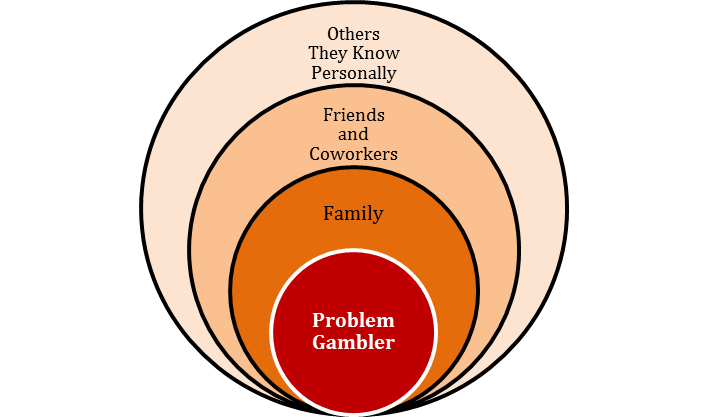 Others
They Know
Personally
Friends
and
Coworkers
Family
Problem
Gambler